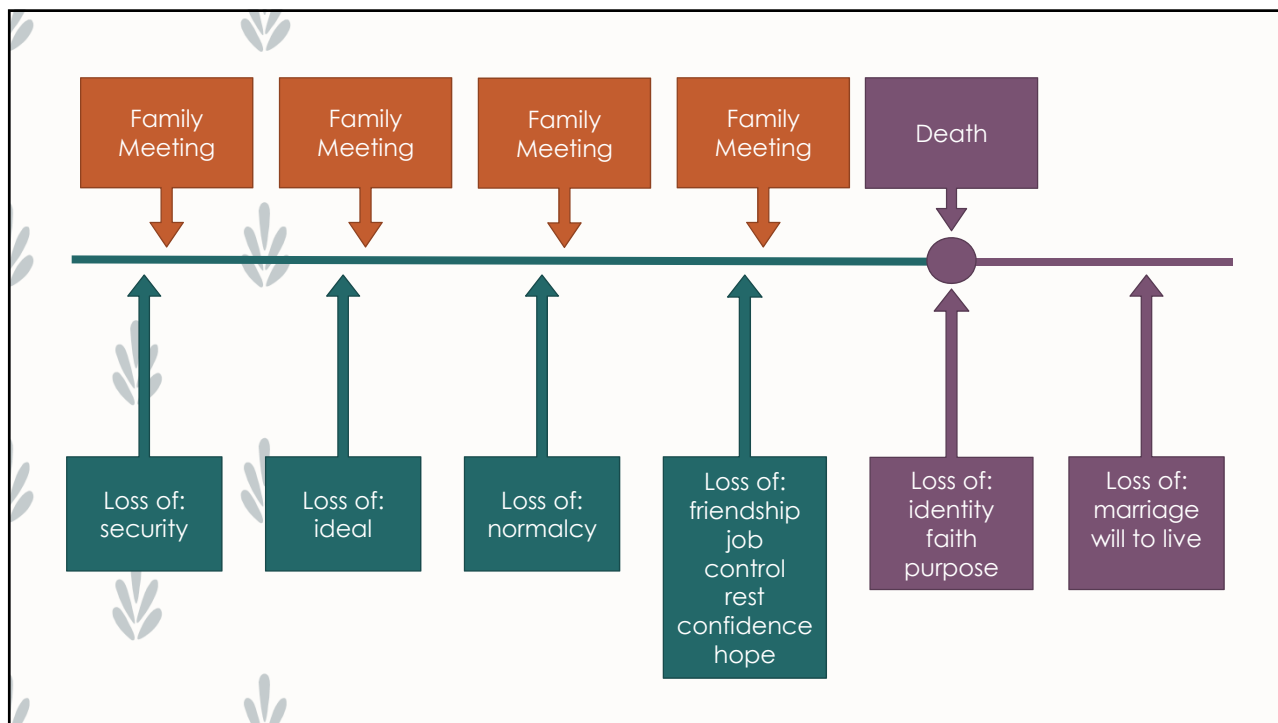 Family
Meeting
Family
Meeting
Family
Meeting
Family
Meeting
Death
Loss of:
security
Loss of:
ideal
Loss of:
normalcy
Loss of:
friendship
job
control
rest
confidence
hope
Loss of:
identity
faith
purpose
Loss of:
marriage
will to live